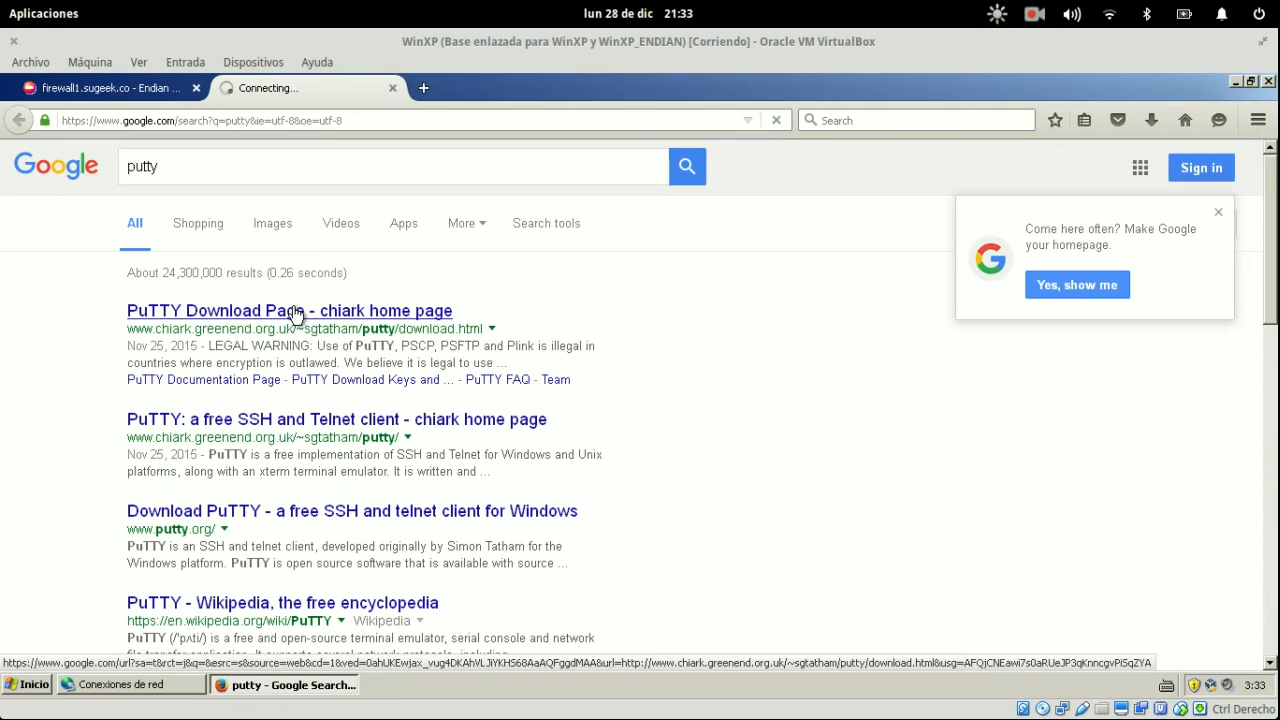 Aplicaciones
lun 28 de dic
21:33
WinXP (Base enlazada para WinXP y WinXP_ENDIAN) [Corriendo] - Oracle VM VirtualBox
Archivo Máquina Ver Entrada Dispositivos Ayuda
firewall1.sugeek.co - Endian ...
Connecting...
https://www.google.com/search?q=putty&ie=utf-8&oe=utf-8
Search
Google
putty
Sign in
All Shopping Images Videos Apps More Search tools
Come here often? Make Google
your homepage.
Yes, show me
About 24,300,000 results (0.26 seconds)
PuTTY Download Page - chiark home page
www.chiark.greenend.org.uk/~sgtatham/putty/download.html
Nov 25, 2015 - LEGAL WARNING: Use of PuTTY, PSCP, PSFTP and Plink is illegal in
countries where encryption is outlawed. We believe it is legal to use ...
PuTTY Documentation Page - PuTTY Download Keys and ... - PuTTY FAQ - Team
PuTTY: a free SSH and Telnet client - chiark home page
www.chiark.greenend.org.uk/~sgtatham/putty/
Nov 25, 2015 - PuTTY is a free implementation of SSH and Telnet for Windows and Unix
platforms, along with an xterm terminal emulator. It is written and ...
Download PuTTY - a free SSH and telnet client for Windows
www.putty.org/
PuTTY is an SSH and telnet client, developed originally by Simon Tatham for the
Windows platform. PuTTY is open source software that is available with source ...
PuTTY - Wikipedia, the free encyclopedia
https://en.wikipedia.org/wiki/PuTTY Wikipedia
PuTTY (/ˈpʌti/) is a free and open-source terminal emulator, serial console and network
Inicio
Conexiones de red
putty - Google Search...
3:33
Ctrl Derecho